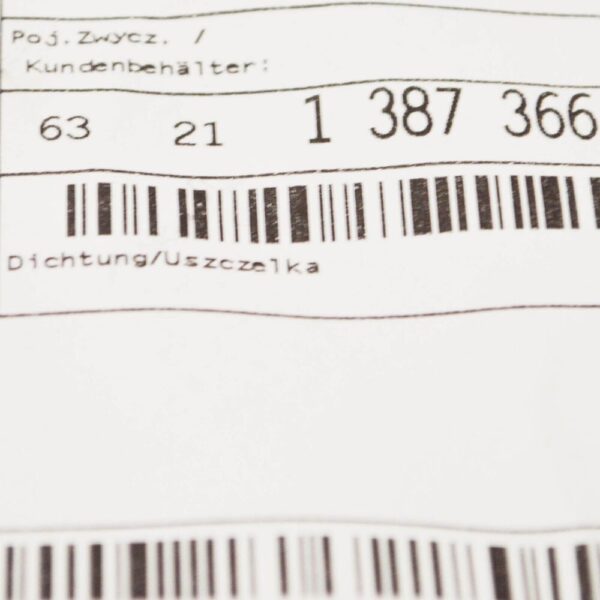 Poj.Zwycz. /
Kundenbehälter:
63 21 1 387 366
Dichtung/Uszczelka